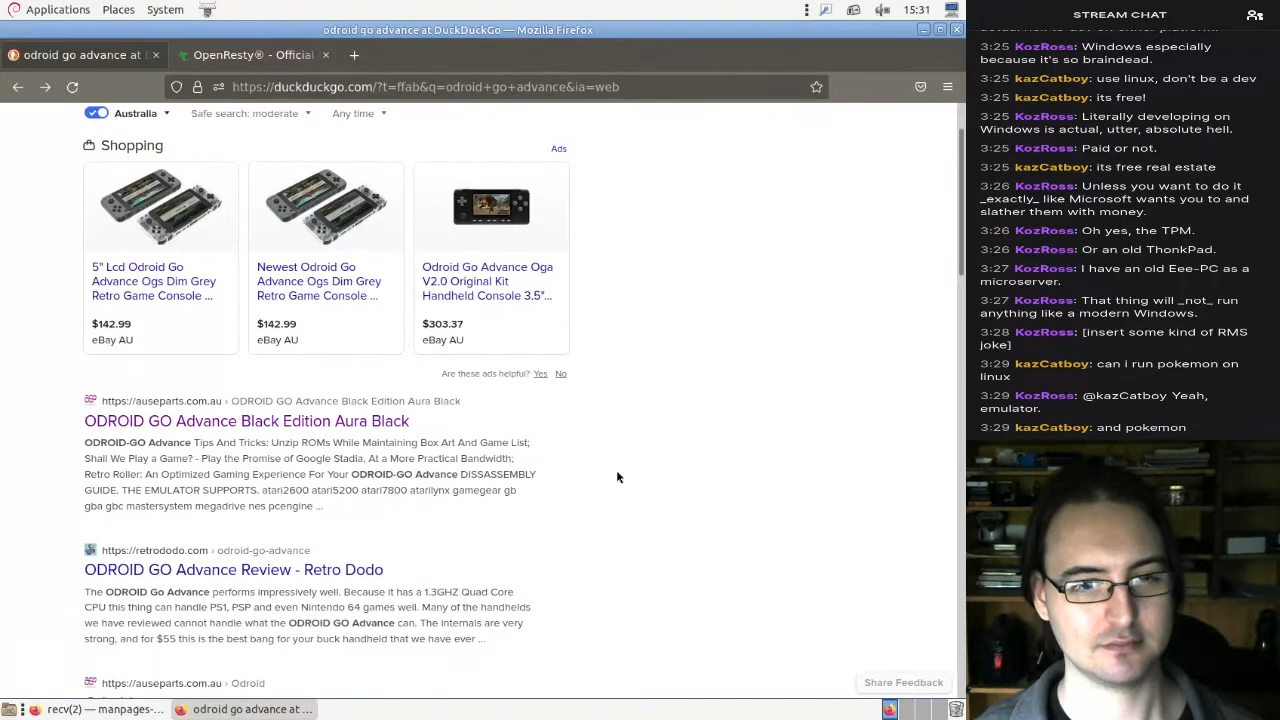 Applications Places System 15:31
odroid go advance at DuckDuckGo — Mozilla Firefox
odroid go advance at D OpenResty® - Official
https://duckduckgo.com/?t=ffab&q=odroid+go+advance&ia=web
Australia Safe search: moderate Any time
Shopping Ads
5" Lcd Odroid Go
Advance Ogs Dim Grey
Retro Game Console ...
$142.99
eBay AU
Newest Odroid Go
Advance Ogs Dim Grey
Retro Game Console ...
$142.99
eBay AU
Odroid Go Advance Oga
V2.0 Original Kit
Handheld Console 3.5"...
$303.37
eBay AU
Are these ads helpful? Yes No
https://auseparts.com.au › ODROID GO Advance Black Edition Aura Black
ODROID GO Advance Black Edition Aura Black
ODROID-GO Advance Tips And Tricks: Unzip ROMs While Maintaining Box Art And Game List;
Shall We Play a Game? - Play the Promise of Google Stadia, At a More Practical Bandwidth;
Retro Roller: An Optimized Gaming Experience For Your ODROID-GO Advance DISSASSEMBLY
GUIDE. THE EMULATOR SUPPORTS. atari2600 atari5200 atari7800 atarilynx gamegear gb
gba gbc mastersystem megadrive nes pcengine ...
https://retrododo.com › odroid-go-advance
ODROID GO Advance Review - Retro Dodo
The ODROID Go Advance performs impressively well. Because it has a 1.3GHZ Quad Core
CPU this thing can handle PS1, PSP and even Nintendo 64 games well. Many of the handhelds
we have reviewed cannot handle what the ODROID GO Advance can. The internals are very
strong, and for $55 this is the best bang for your buck handheld that we have ever ...
https://auseparts.com.au › Odroid
Share Feedback
recv(2) — manpages-... odroid go advance at ...
STREAM CHAT
3:25 KozRoss: Windows especially
because it's so braindead.
3:25 kazCatboy: use linux, don't be a dev
3:25 kazCatboy: its free!
3:25 KozRoss: Literally developing on
Windows is actual, utter, absolute hell.
3:25 KozRoss: Paid or not.
3:25 kazCatboy: its free real estate
3:26 KozRoss: Unless you want to do it
_exactly_ like Microsoft wants you to and
slather them with money.
3:26 KozRoss: Oh yes, the TPM.
3:26 KozRoss: Or an old ThonkPad.
3:27 KozRoss: I have an old Eee-PC as a
microserver.
3:27 KozRoss: That thing will _not_ run
anything like a modern Windows.
3:28 KozRoss: [insert some kind of RMS
joke]
3:29 kazCatboy: can i run pokemon on
linux
3:29 KozRoss: @kazCatboy Yeah,
emulator.
3:29 kazCatboy: and pokemon